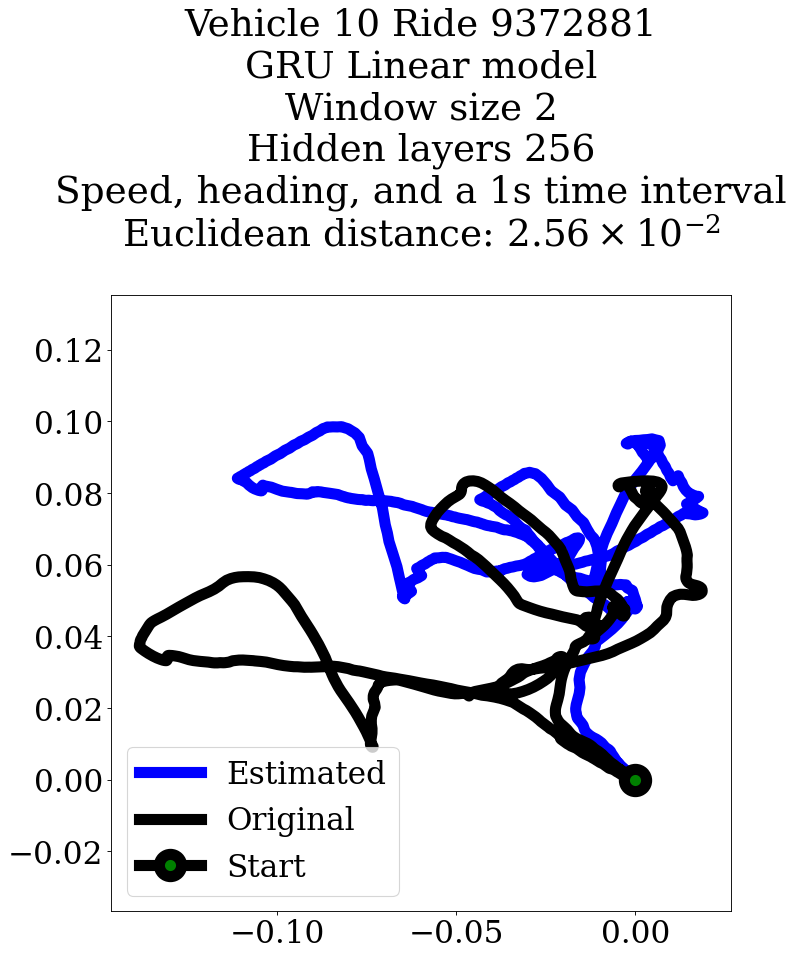 Vehicle 10 Ride 9372881
GRU Linear model
Window size 2
Hidden layers 256
Speed, heading, and a 1s time interval
Euclidean distance: 2.56 × 10⁻²
0.12
0.10
0.08
0.06
0.04
0.02
0.00
−0.02
Estimated
Original
Start
−0.10 −0.05 0.00